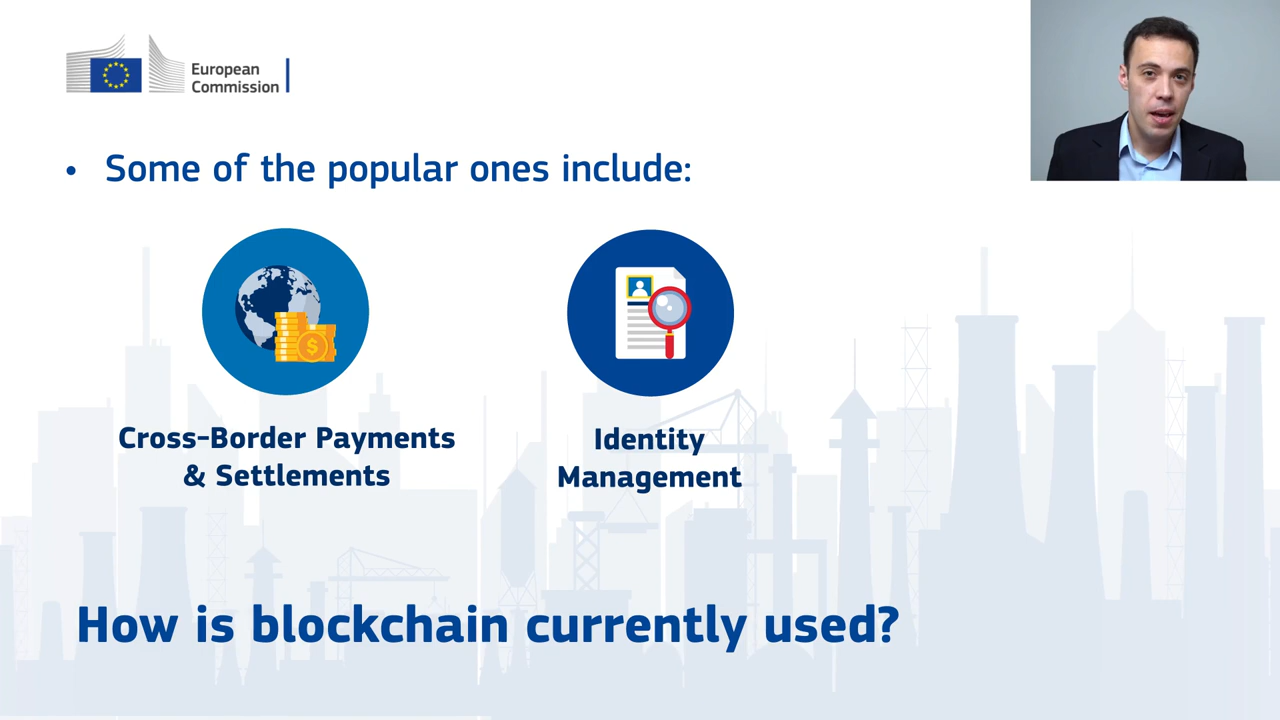 European
Commission
• Some of the popular ones include:
$
Cross-Border Payments
& Settlements
Identity
Management
How is blockchain currently used?